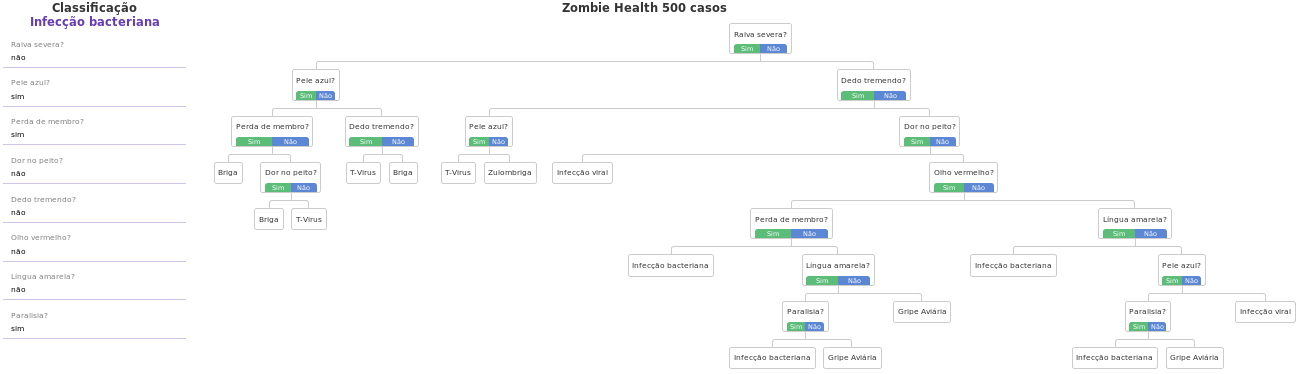 Classificação
Infecção bacteriana
Raiva severa?
não
Pele azul?
sim
Perda de membro?
sim
Dor no peito?
não
Dedo tremendo?
não
Olho vermelho?
não
Língua amarela?
não
Paralisia?
sim
Zombie Health 500 casos
Raiva severa?
Sim Não
Pele azul?
Sim Não
Dedo tremendo?
Sim Não
Perda de membro?
Sim Não
Dedo tremendo?
Sim Não
Pele azul?
Sim Não
Dor no peito?
Sim Não
Briga
Dor no peito?
Sim Não
T-Virus
Briga
T-Virus
Zulombriga
Infecção viral
Olho vermelho?
Sim Não
Briga
T-Virus
Perda de membro?
Sim Não
Língua amarela?
Sim Não
Infecção bacteriana
Língua amarela?
Sim Não
Infecção bacteriana
Pele azul?
Sim Não
Paralisia?
Sim Não
Gripe Aviária
Paralisia?
Sim Não
Infecção viral
Infecção bacteriana
Gripe Aviária
Infecção bacteriana
Gripe Aviária